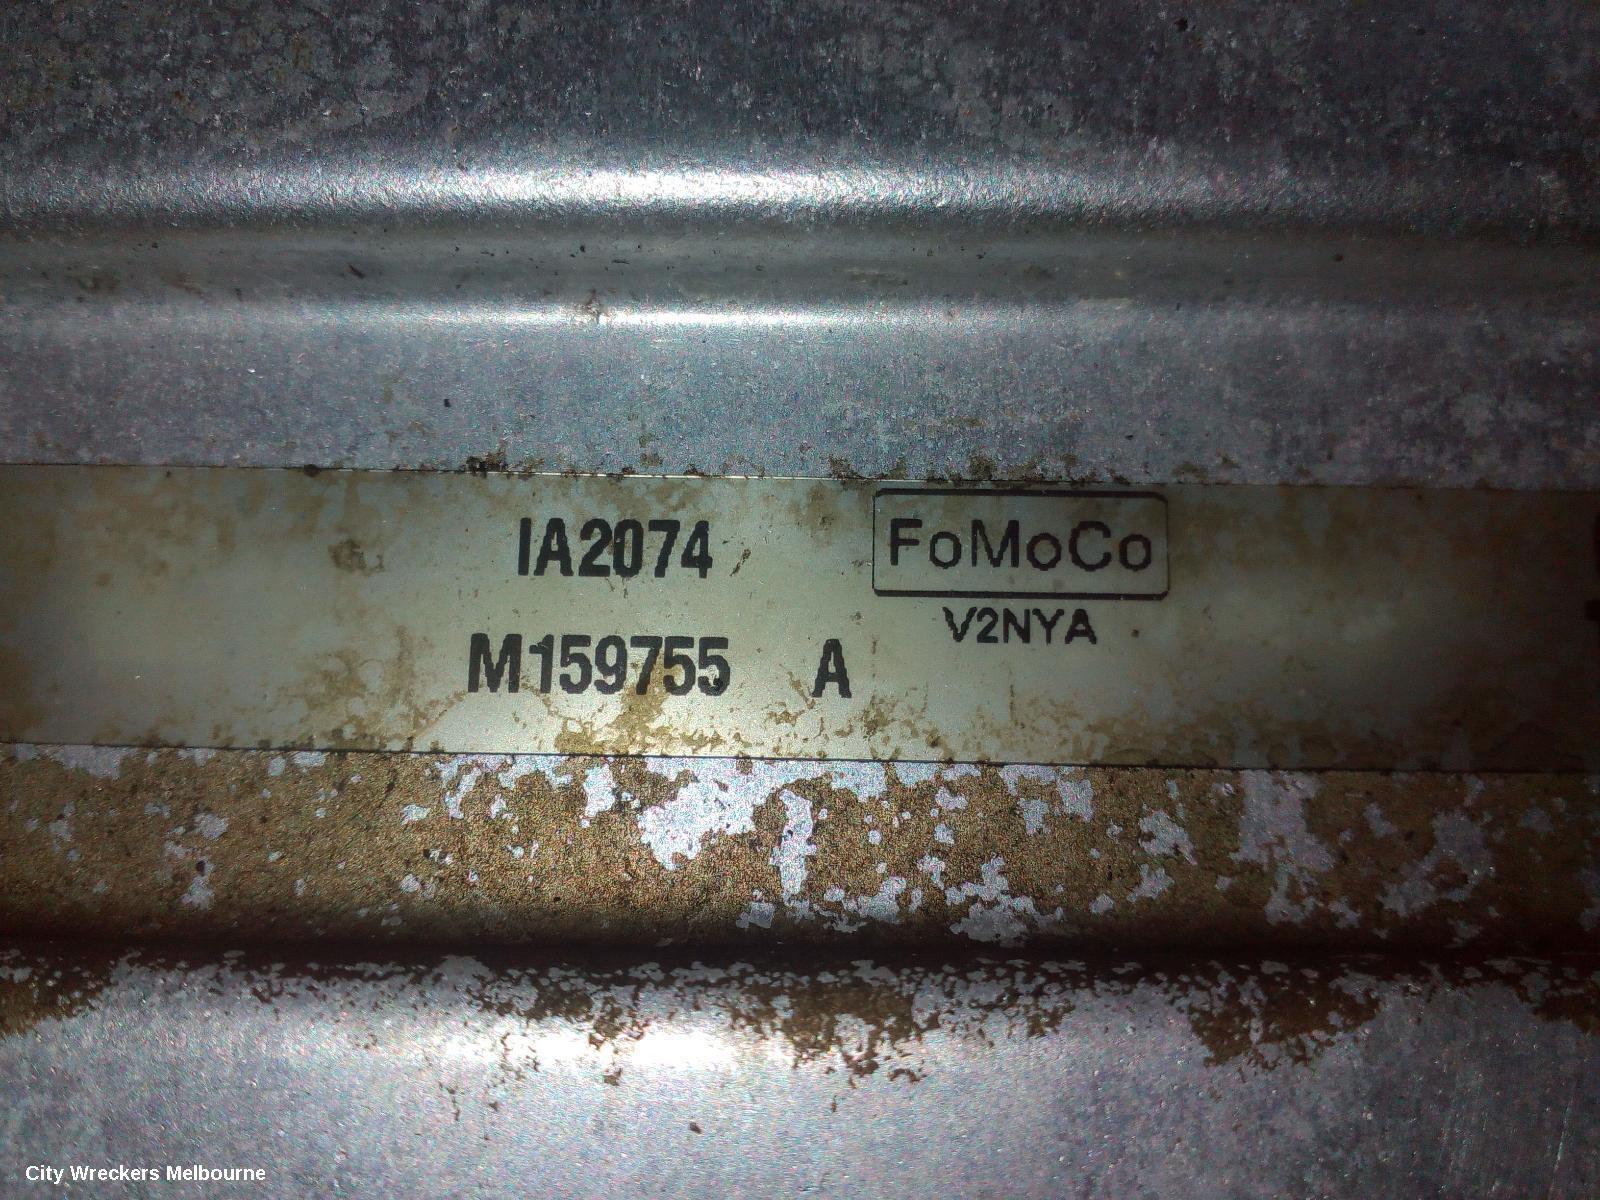 IA2074
FoMoCo
V2NYA
M159755 A
City Wreckers Melbourne